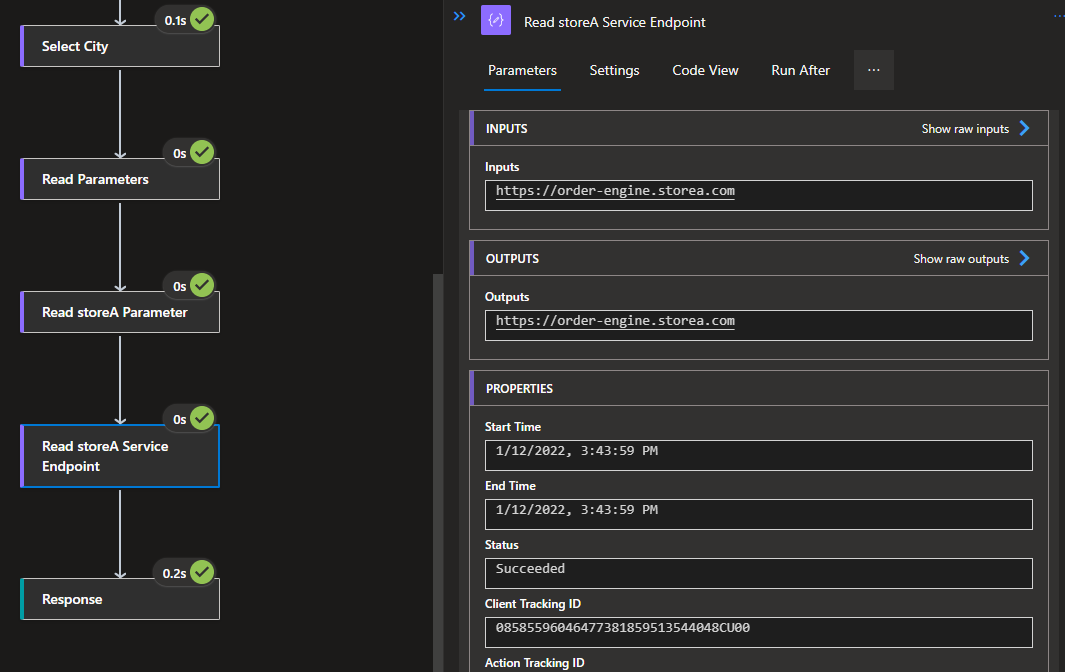 0.1s
Select City
0s
Read Parameters
0s
Read storeA Parameter
0s
Read storeA Service
Endpoint
0.2s
Response
Read storeA Service Endpoint
Parameters Settings Code View Run After ...
INPUTS Show raw inputs
Inputs
https://order-engine.storea.com
OUTPUTS Show raw outputs
Outputs
https://order-engine.storea.com
PROPERTIES
Start Time
1/12/2022, 3:43:59 PM
End Time
1/12/2022, 3:43:59 PM
Status
Succeeded
Client Tracking ID
08585596046477381859513544048CU00
Action Tracking ID